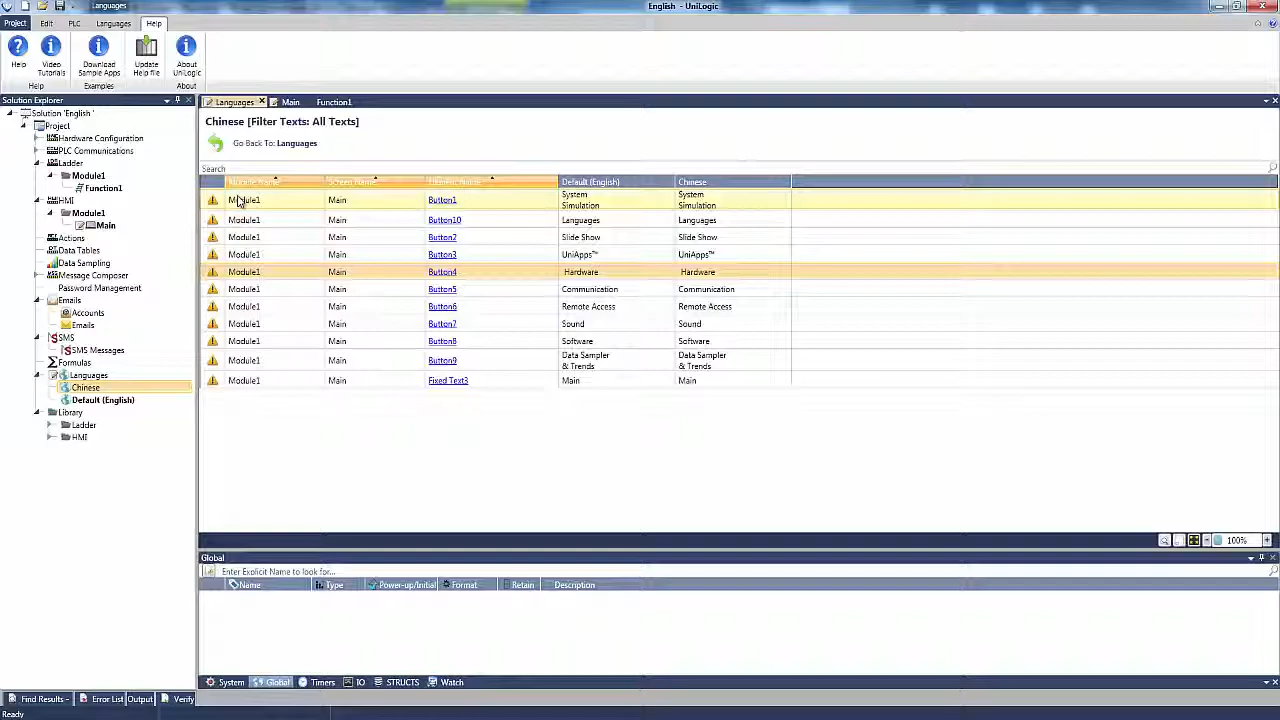 Languages
English - UniLogic
Project Edit PLC Languages Help
Help
Video Tutorials
Download Sample Apps
Update Help file
About UniLogic
Help Examples About
Solution Explorer
Solution 'English '
Project
Hardware Configuration
PLC Communications
Ladder
Module1
Function1
HMI
Module1
Main
Actions
Data Tables
Data Sampling
Message Composer
Password Management
Emails
Accounts
Emails
SMS
SMS Messages
Formulas
Languages
Chinese
Default (English)
Library
Ladder
HMI
Languages Main Function1
Chinese [Filter Texts: All Texts]
Go Back To: Languages
Search
Module Name Screen Name Element Name Default (English) Chinese
Module1 Main Button1 System Simulation System Simulation
Module1 Main Button10 Languages Languages
Module1 Main Button2 Slide Show Slide Show
Module1 Main Button3 UniApps™ UniApps™
Module1 Main Button4 Hardware Hardware
Module1 Main Button5 Communication Communication
Module1 Main Button6 Remote Access Remote Access
Module1 Main Button7 Sound Sound
Module1 Main Button8 Software Software
Module1 Main Button9 Data Sampler & Trends Data Sampler & Trends
Module1 Main Fixed Text3 Main Main
100%
Global
Enter Explicit Name to look for...
Name Type Power-up/Initial Format Retain Description
System Global Timers IO STRUCTS Watch
Find Results - Error List Output Verify
Ready